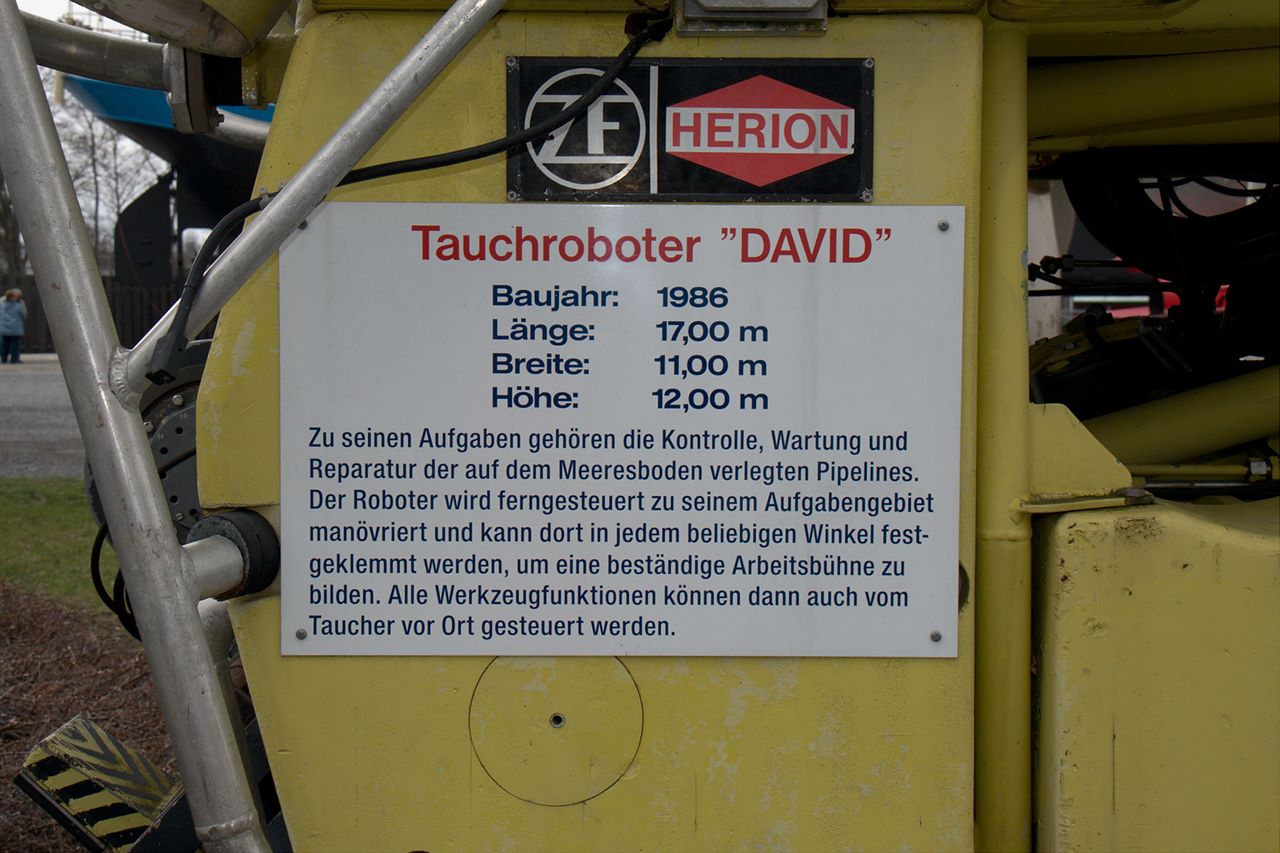 ZF HERION
Tauchroboter "DAVID"
Baujahr: 1986
Länge: 17,00 m
Breite: 11,00 m
Höhe: 12,00 m
Zu seinen Aufgaben gehören die Kontrolle, Wartung und
Reparatur der auf dem Meeresboden verlegten Pipelines.
Der Roboter wird ferngesteuert zu seinem Aufgabengebiet
manövriert und kann dort in jedem beliebigen Winkel fest-
geklemmt werden, um eine beständige Arbeitsbühne zu
bilden. Alle Werkzeugfunktionen können dann auch vom
Taucher vor Ort gesteuert werden.